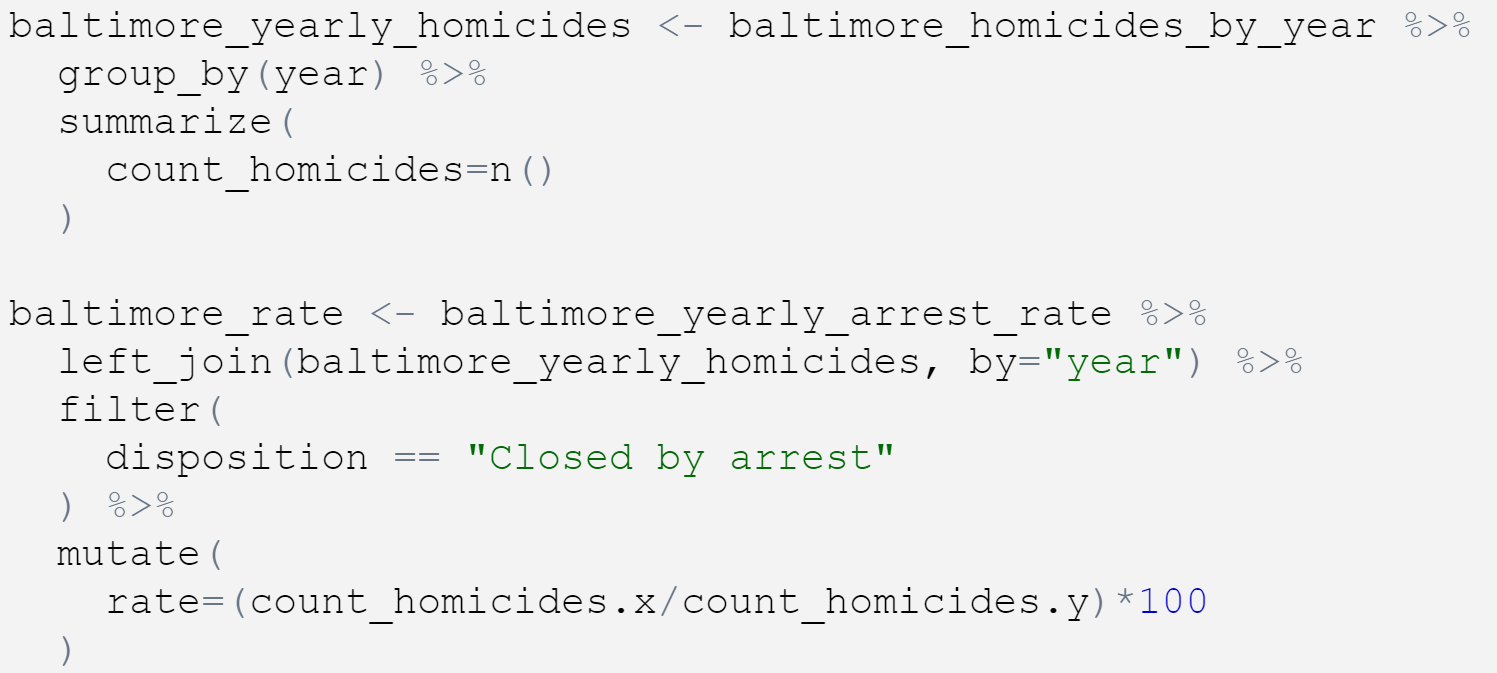 baltimore_yearly_homicides <- baltimore_homicides_by_year %>%
  group_by(year) %>%
  summarize(
    count_homicides=n()
  )

baltimore_rate <- baltimore_yearly_arrest_rate %>%
  left_join(baltimore_yearly_homicides, by="year") %>%
  filter(
    disposition == "Closed by arrest"
  ) %>%
  mutate(
    rate=(count_homicides.x/count_homicides.y)*100
  )